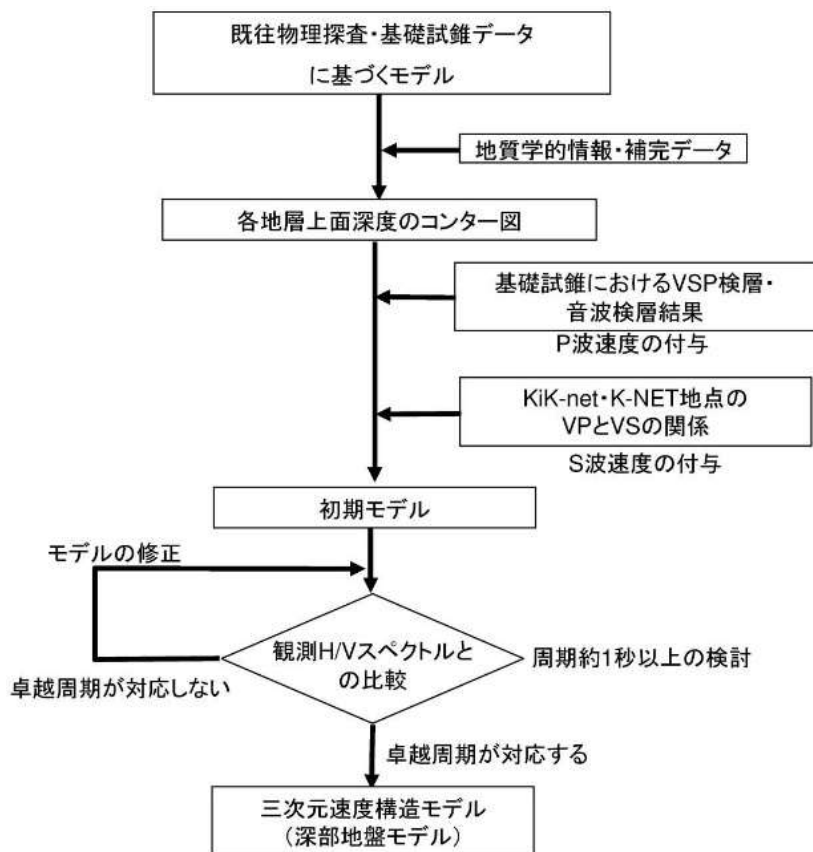 既往物理探査・基礎試錐データ
に基づくモデル
地質学的情報・補完データ
各地層上面深度のコンター図
基礎試錐におけるVSP検層・
音波検層結果
P波速度の付与
KiK-net・K-NET地点の
VPとVSの関係
S波速度の付与
初期モデル
モデルの修正
観測H/Vスペクトルと
の比較
周期約1秒以上の検討
卓越周期が対応しない
卓越周期が対応する
三次元速度構造モデル
（深部地盤モデル）